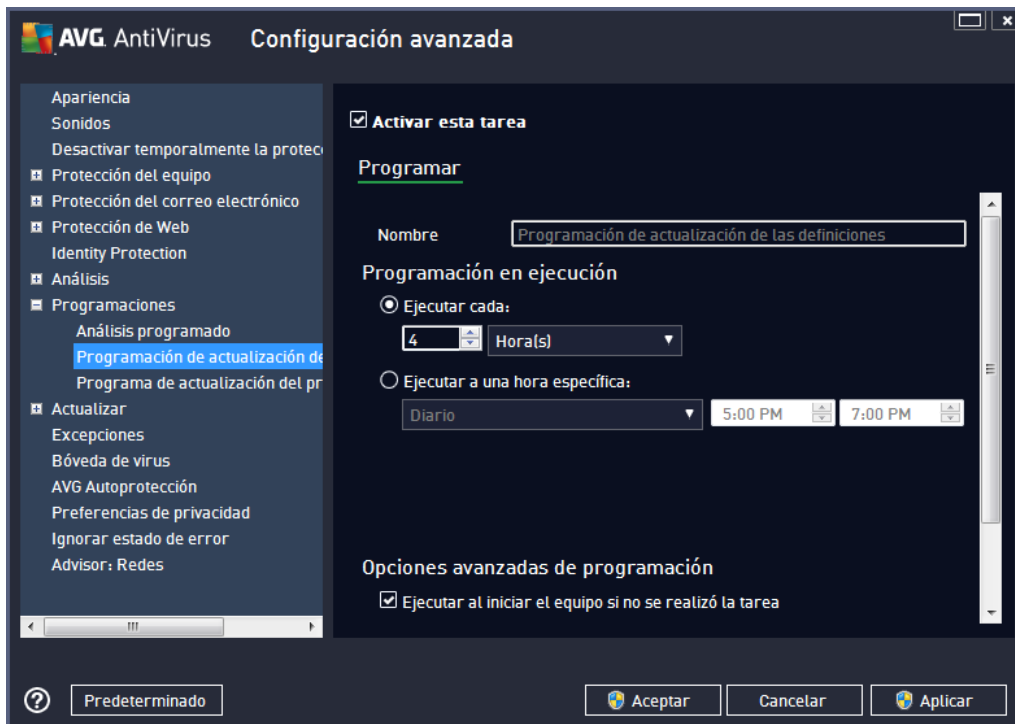 AVG. AntiVirus Configuración avanzada
Apariencia
Sonidos
Desactivar temporalmente la protec
Protección del equipo
Protección del correo electrónico
Protección de Web
Identity Protection
Análisis
Programaciones
Análisis programado
Programación de actualización de
Programa de actualización del pr
Actualizar
Excepciones
Bóveda de virus
AVG Autoprotección
Preferencias de privacidad
Ignorar estado de error
Advisor: Redes
Activar esta tarea
Programar
Nombre Programación de actualización de las definiciones
Programación en ejecución
Ejecutar cada:
4 Hora(s)
Ejecutar a una hora específica:
Diario 5:00 PM 7:00 PM
Opciones avanzadas de programación
Ejecutar al iniciar el equipo si no se realizó la tarea
? Predeterminado Aceptar Cancelar Aplicar